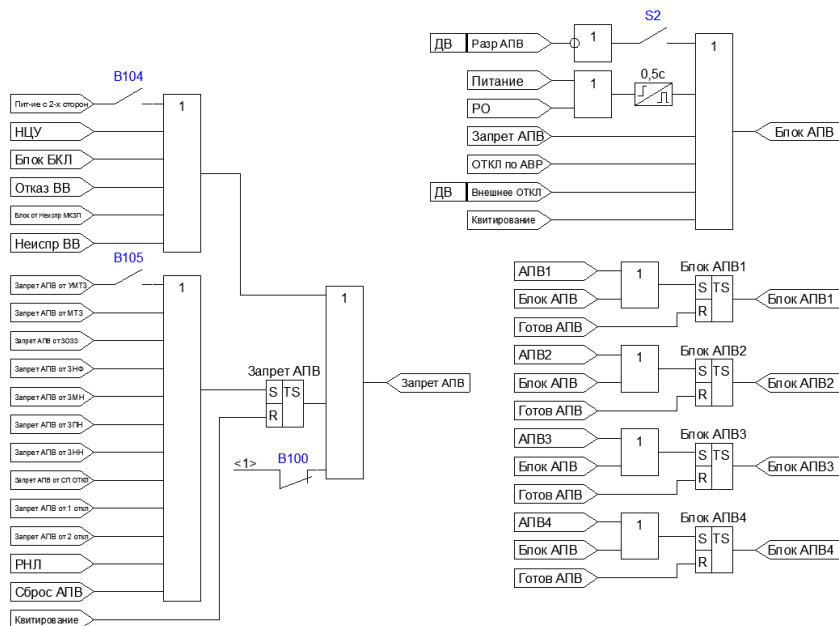 B104
Пит-ие с 2-х сторон
НЦУ
Блок БКЛ
Отказ ВВ
Блок от Неиспр МКЗП
Неиспр ВВ
1
B105
Запрет АПВ от УМТЗ
Запрет АПВ от МТЗ
Запрет АПВ от ЗОЗЗ
Запрет АПВ от ЗНФ
Запрет АПВ от ЗМН
Запрет АПВ от ЗПН
Запрет АПВ от ЗНН
Запрет АПВ от СП ОТКЛ
Запрет АПВ от 1 откл
Запрет АПВ от 2 откл
РНЛ
Сброс АПВ
Квитирование
1
Запрет АПВ
S TS
R
<1>
B100
1
Запрет АПВ
S2
ДВ Разр АПВ
1
Питание
РО
1
0,5с
Запрет АПВ
ОТКЛ по АВР
ДВ Внешнее ОТКЛ
Квитирование
1
Блок АПВ
АПВ1
Блок АПВ
Готов АПВ
1
Блок АПВ1
S TS
R
Блок АПВ1
АПВ2
Блок АПВ
Готов АПВ
1
Блок АПВ2
S TS
R
Блок АПВ2
АПВ3
Блок АПВ
Готов АПВ
1
Блок АПВ3
S TS
R
Блок АПВ3
АПВ4
Блок АПВ
Готов АПВ
1
Блок АПВ4
S TS
R
Блок АПВ4